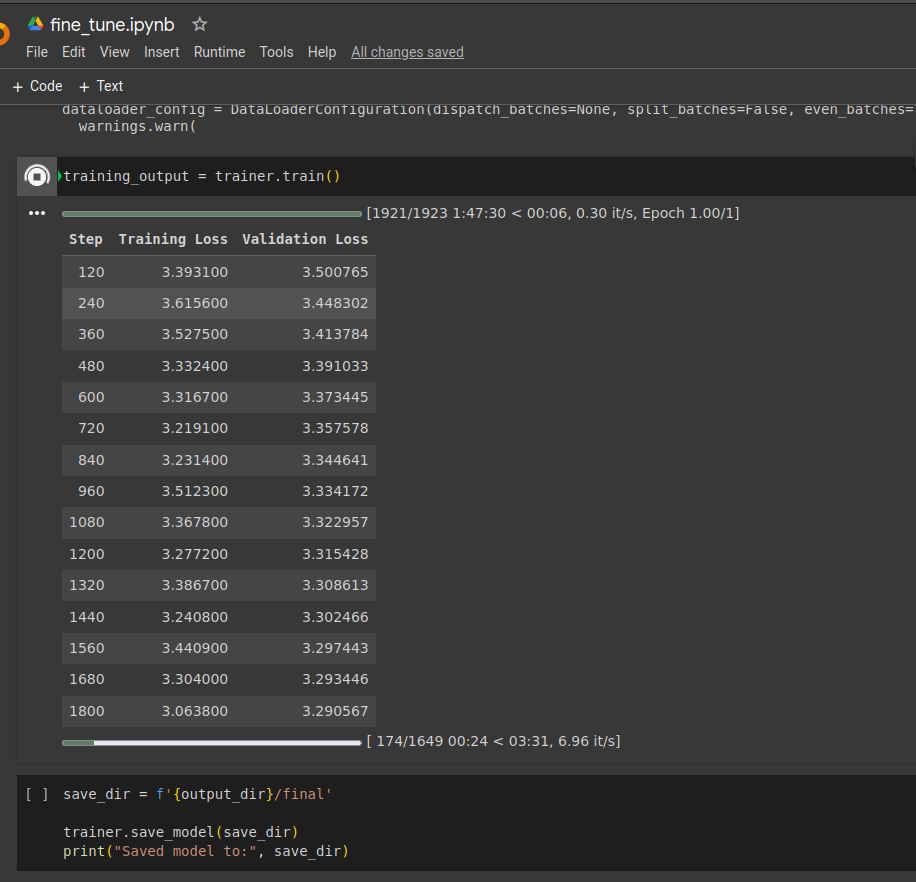 fine_tune.ipynb
File Edit View Insert Runtime Tools Help All changes saved
+ Code + Text
dataloader_config = DataLoaderConfiguration(dispatch_batches=None, split_batches=False, even_batches=
warnings.warn(
training_output = trainer.train()
[1921/1923 1:47:30 < 00:06, 0.30 it/s, Epoch 1.00/1]
Step Training Loss Validation Loss
120 3.393100 3.500765
240 3.615600 3.448302
360 3.527500 3.413784
480 3.332400 3.391033
600 3.316700 3.373445
720 3.219100 3.357578
840 3.231400 3.344641
960 3.512300 3.334172
1080 3.367800 3.322957
1200 3.277200 3.315428
1320 3.386700 3.308613
1440 3.240800 3.302466
1560 3.440900 3.297443
1680 3.304000 3.293446
1800 3.063800 3.290567
[ 174/1649 00:24 < 03:31, 6.96 it/s]
[ ] save_dir = f'{output_dir}/final'
trainer.save_model(save_dir)
print("Saved model to:", save_dir)